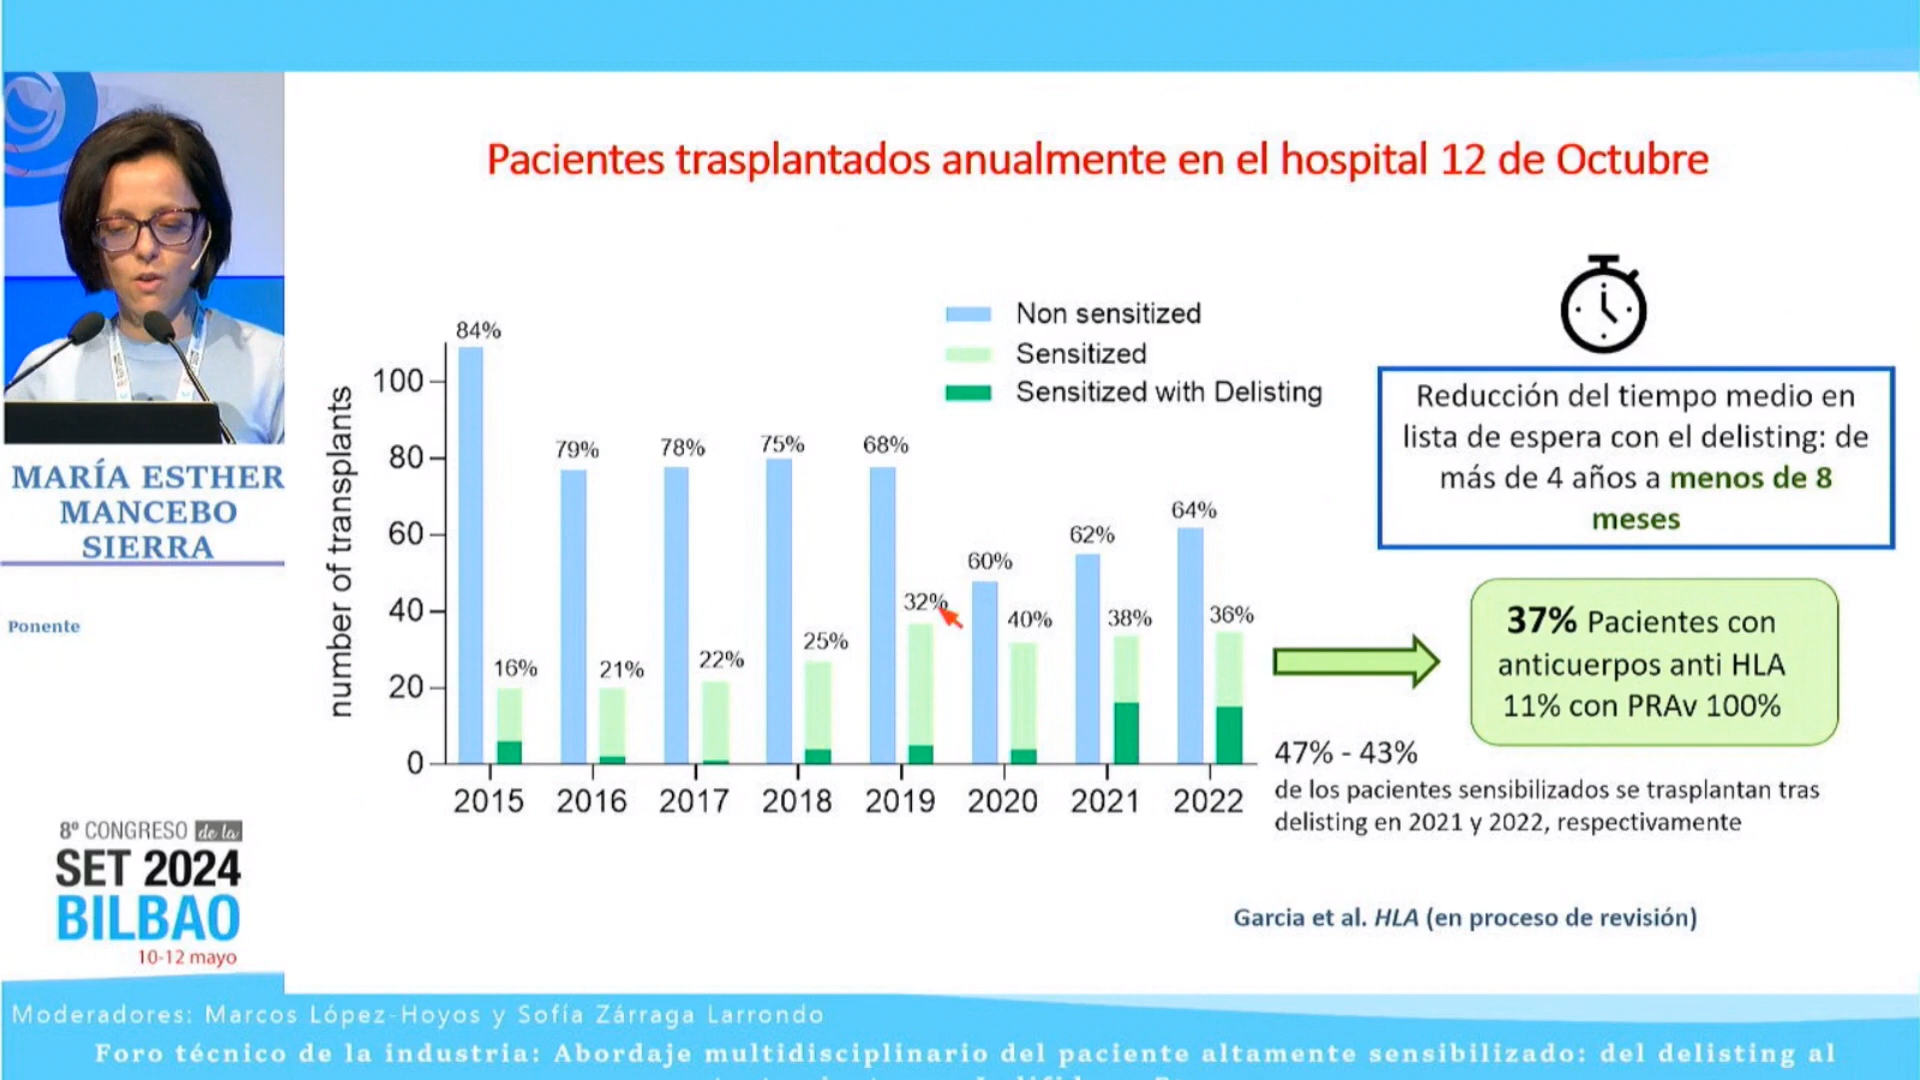 Pacientes trasplantados anualmente en el hospital 12 de Octubre
Non sensitized
Sensitized
Sensitized with Delisting
number of transplants
100
80
60
40
20
0
84%
16%
79%
21%
78%
22%
75%
25%
68%
32%
60%
40%
62%
38%
64%
36%
2015
2016
2017
2018
2019
2020
2021
2022
Reducción del tiempo medio en
lista de espera con el delisting: de
más de 4 años a menos de 8
meses
37% Pacientes con
anticuerpos anti HLA
11% con PRAv 100%
47% - 43%
de los pacientes sensibilizados se trasplantan tras
delisting en 2021 y 2022, respectivamente
Garcia et al. HLA (en proceso de revisión)
MARÍA ESTHER
MANCEBO
SIERRA
Ponente
8º CONGRESO de la
SET 2024
BILBAO
10-12 mayo
Moderadores: Marcos López-Hoyos y Sofía Zárraga Larrondo
Foro técnico de la industria: Abordaje multidisciplinario del paciente altamente sensibilizado: del delisting al